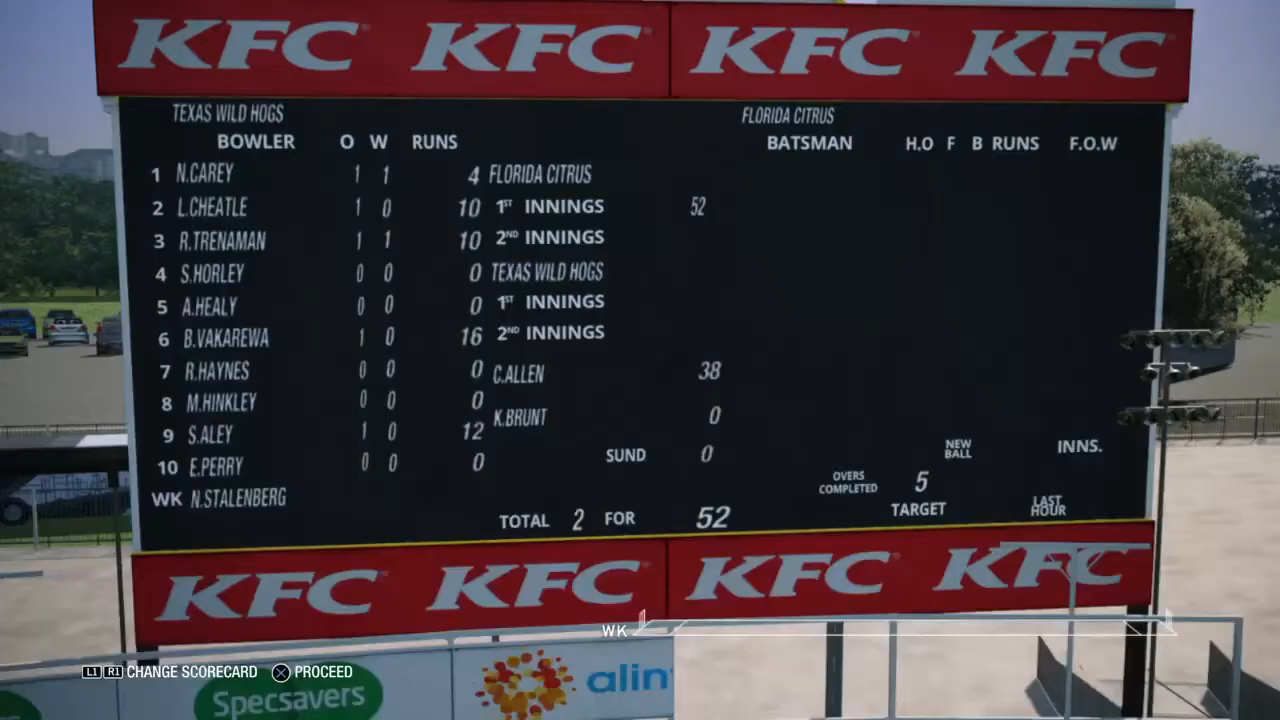 KFC KFC KFC KFC
TEXAS WILD HOGS FLORIDA CITRUS
BOWLER O W RUNS BATSMAN H.O F B RUNS F.O.W
1 N.CAREY 1 1 4 FLORIDA CITRUS
2 L.CHEATLE 1 0 10 1ST INNINGS 52
3 R.TRENAMAN 1 1 10 2ND INNINGS
4 S.HORLEY 0 0 0 TEXAS WILD HOGS
5 A.HEALY 0 0 0 1ST INNINGS
6 B.VAKAREWA 1 0 16 2ND INNINGS
7 R.HAYNES 0 0 0 C.ALLEN 38
8 M.HINKLEY 0 0 0
K.BRUNT 0
9 S.ALEY 1 0 12
10 E.PERRY 0 0 0 SUND 0 NEW BALL INNS.
WK N.STALENBERG OVERS COMPLETED 5
TOTAL 2 FOR 52 TARGET LAST HOUR
KFC KFC KFC KFC
WK
L1 R1 CHANGE SCORECARD X PROCEED
Specsavers alin